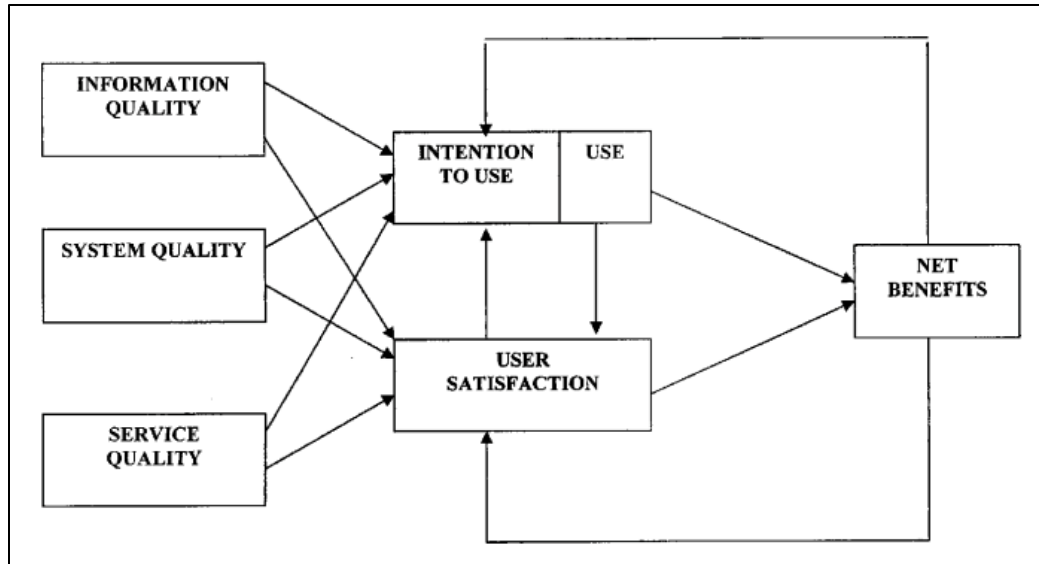 INFORMATION
QUALITY
INTENTION
TO USE
USE
SYSTEM QUALITY
NET
BENEFITS
USER
SATISFACTION
SERVICE
QUALITY